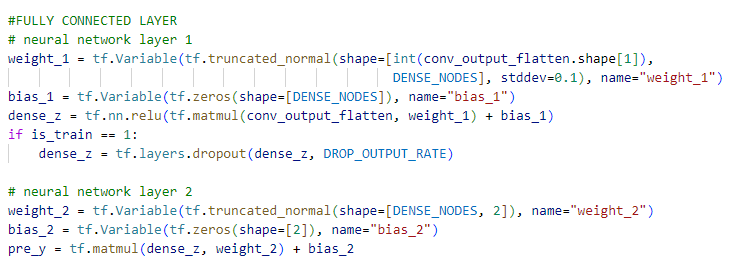 #FULLY CONNECTED LAYER
# neural network layer 1
weight_1 = tf.Variable(tf.truncated_normal(shape=[int(conv_output_flatten.shape[1]),
DENSE_NODES], stddev=0.1), name="weight_1")
bias_1 = tf.Variable(tf.zeros(shape=[DENSE_NODES]), name="bias_1")
dense_z = tf.nn.relu(tf.matmul(conv_output_flatten, weight_1) + bias_1)
if is_train == 1:
    dense_z = tf.layers.dropout(dense_z, DROP_OUTPUT_RATE)
# neural network layer 2
weight_2 = tf.Variable(tf.truncated_normal(shape=[DENSE_NODES, 2]), name="weight_2")
bias_2 = tf.Variable(tf.zeros(shape=[2]), name="bias_2")
pre_y = tf.matmul(dense_z, weight_2) + bias_2